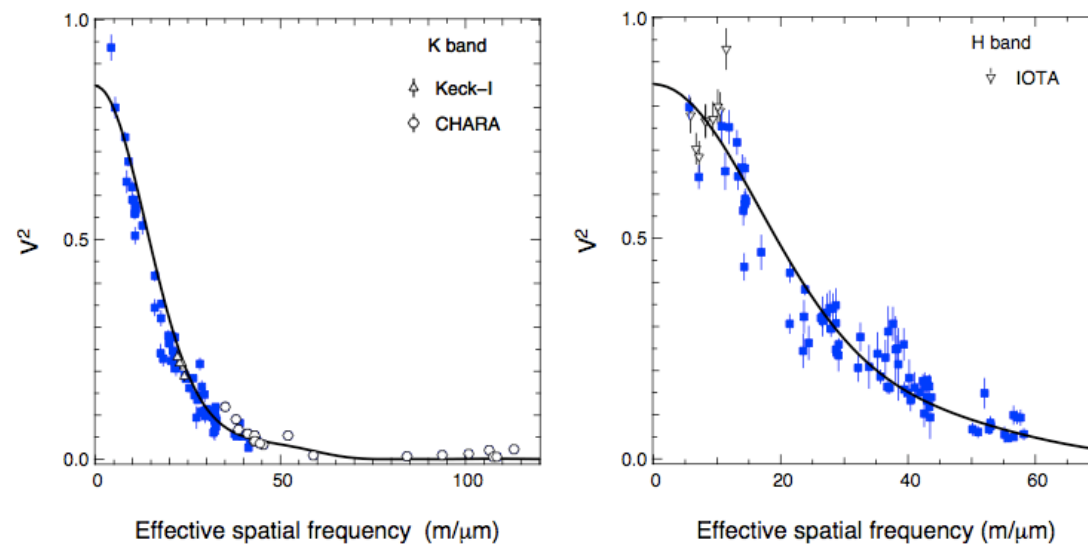 K band
Keck-I
CHARA
V²
1.0
0.5
0.0
0
50
100
Effective spatial frequency (m/μm)
H band
IOTA
V²
1.0
0.5
0.0
0
20
40
60
Effective spatial frequency (m/μm)